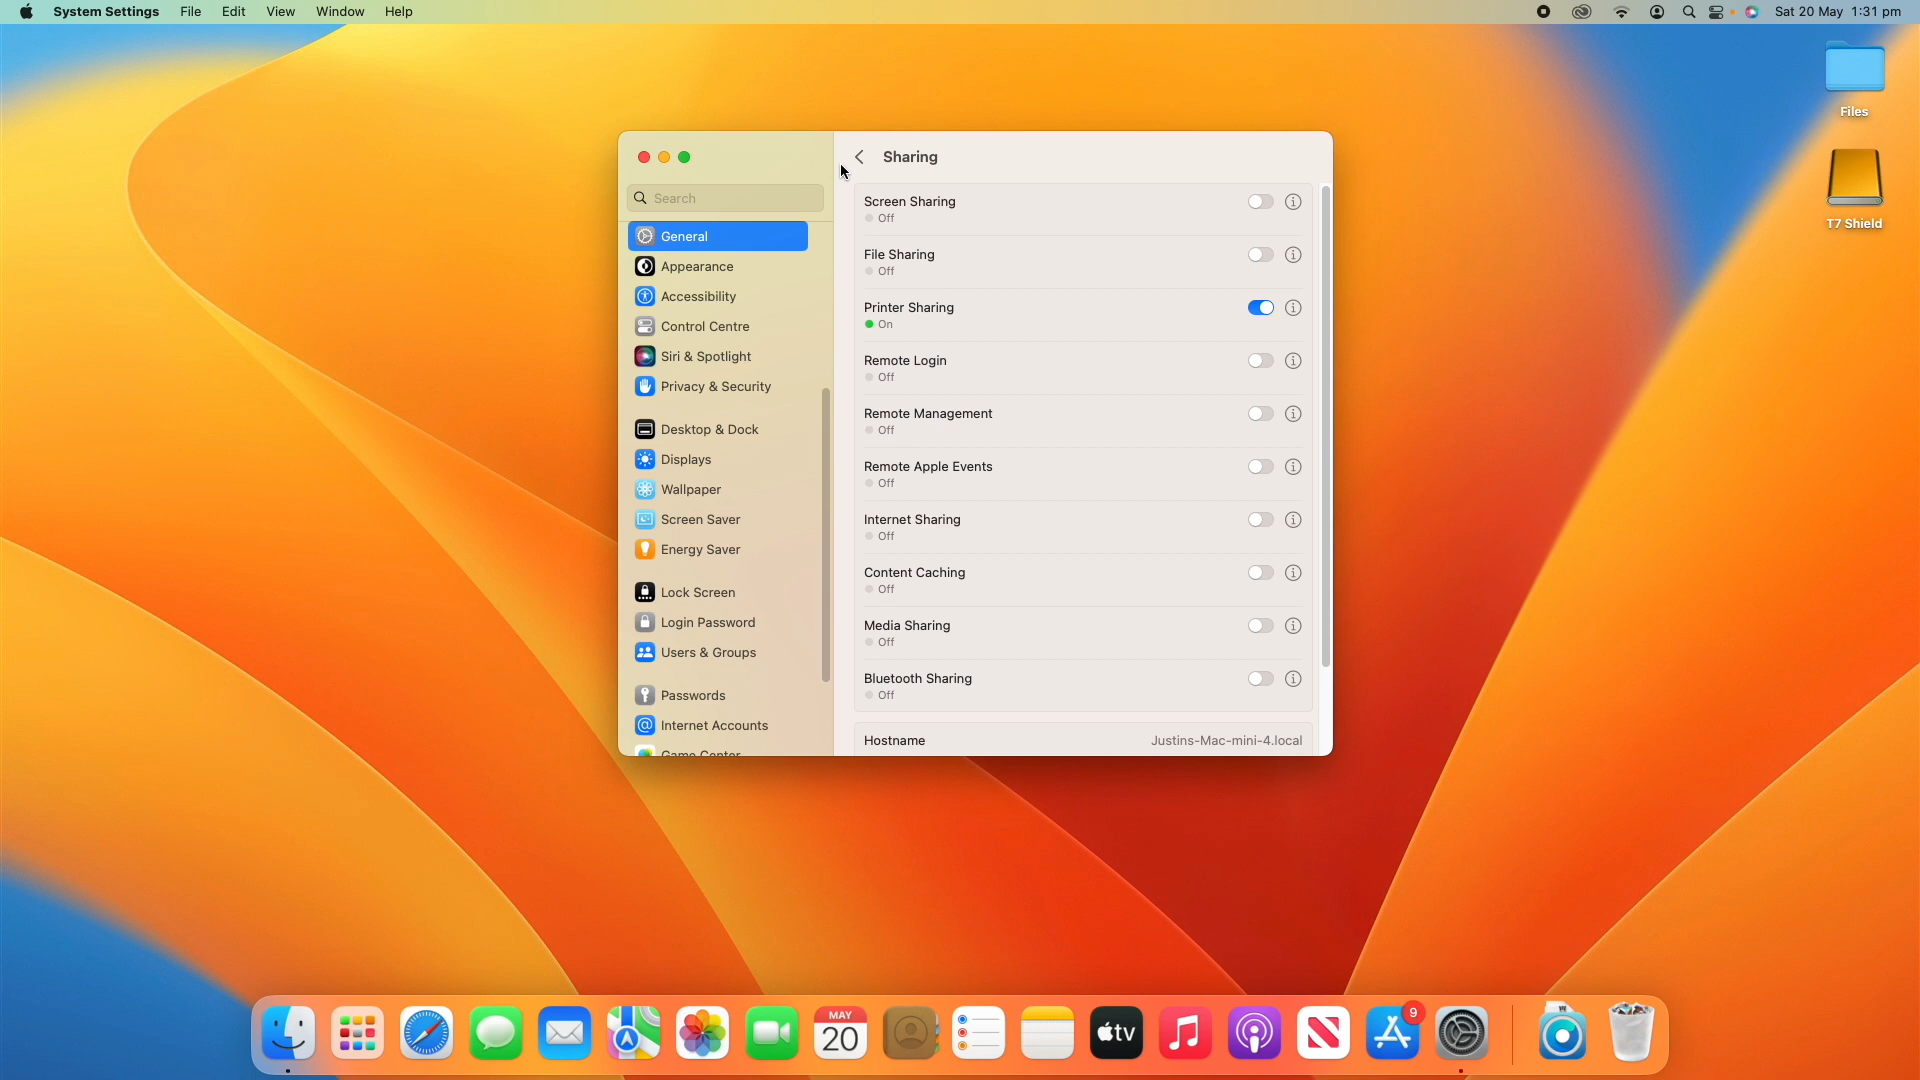 System Settings File Edit View Window Help Sat 20 May 1:31 pm
Files
T7 Shield
Search
General
Appearance
Accessibility
Control Centre
Siri & Spotlight
Privacy & Security
Desktop & Dock
Displays
Wallpaper
Screen Saver
Energy Saver
Lock Screen
Login Password
Users & Groups
Passwords
Internet Accounts
Game Center
Sharing
Screen Sharing
Off
File Sharing
Off
Printer Sharing
On
Remote Login
Off
Remote Management
Off
Remote Apple Events
Off
Internet Sharing
Off
Content Caching
Off
Media Sharing
Off
Bluetooth Sharing
Off
Hostname Justins-Mac-mini-4.local
MAY
20
tv
9